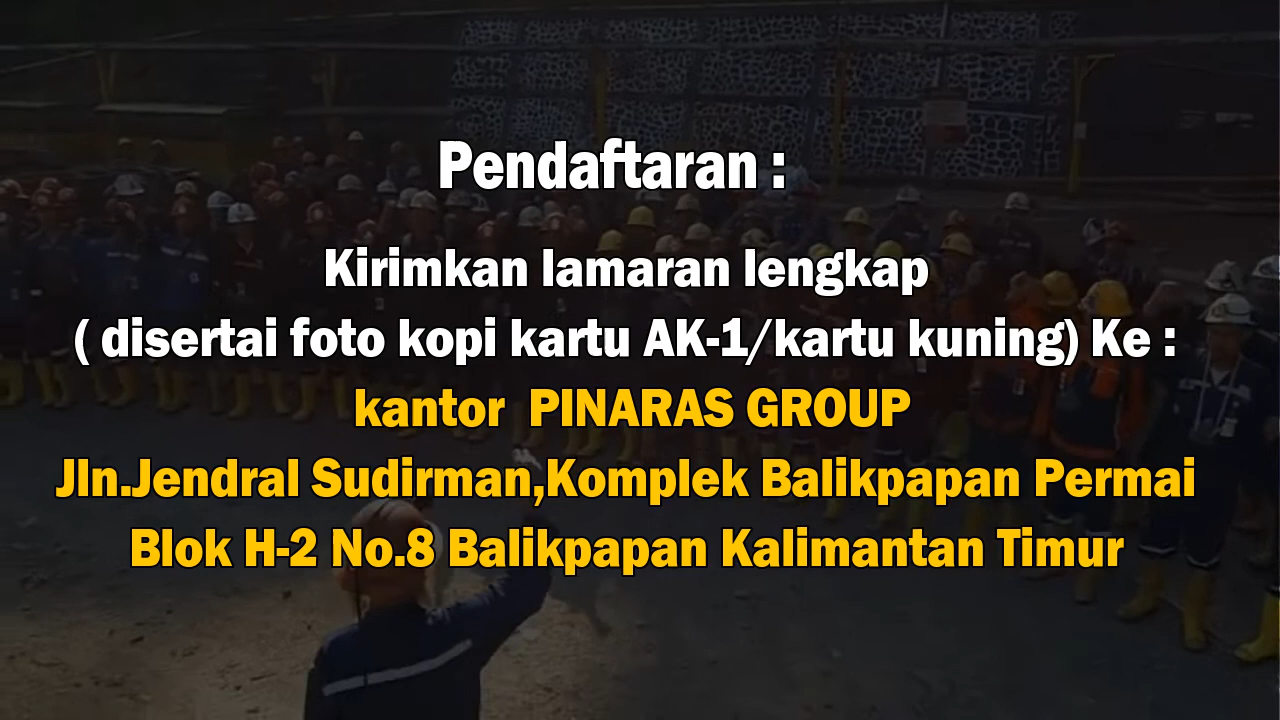 Pendaftaran :
Kirimkan lamaran lengkap
( disertai foto kopi kartu AK-1/kartu kuning) Ke :
kantor PINARAS GROUP
Jln.Jendral Sudirman,Komplek Balikpapan Permai
Blok H-2 No.8 Balikpapan Kalimantan Timur